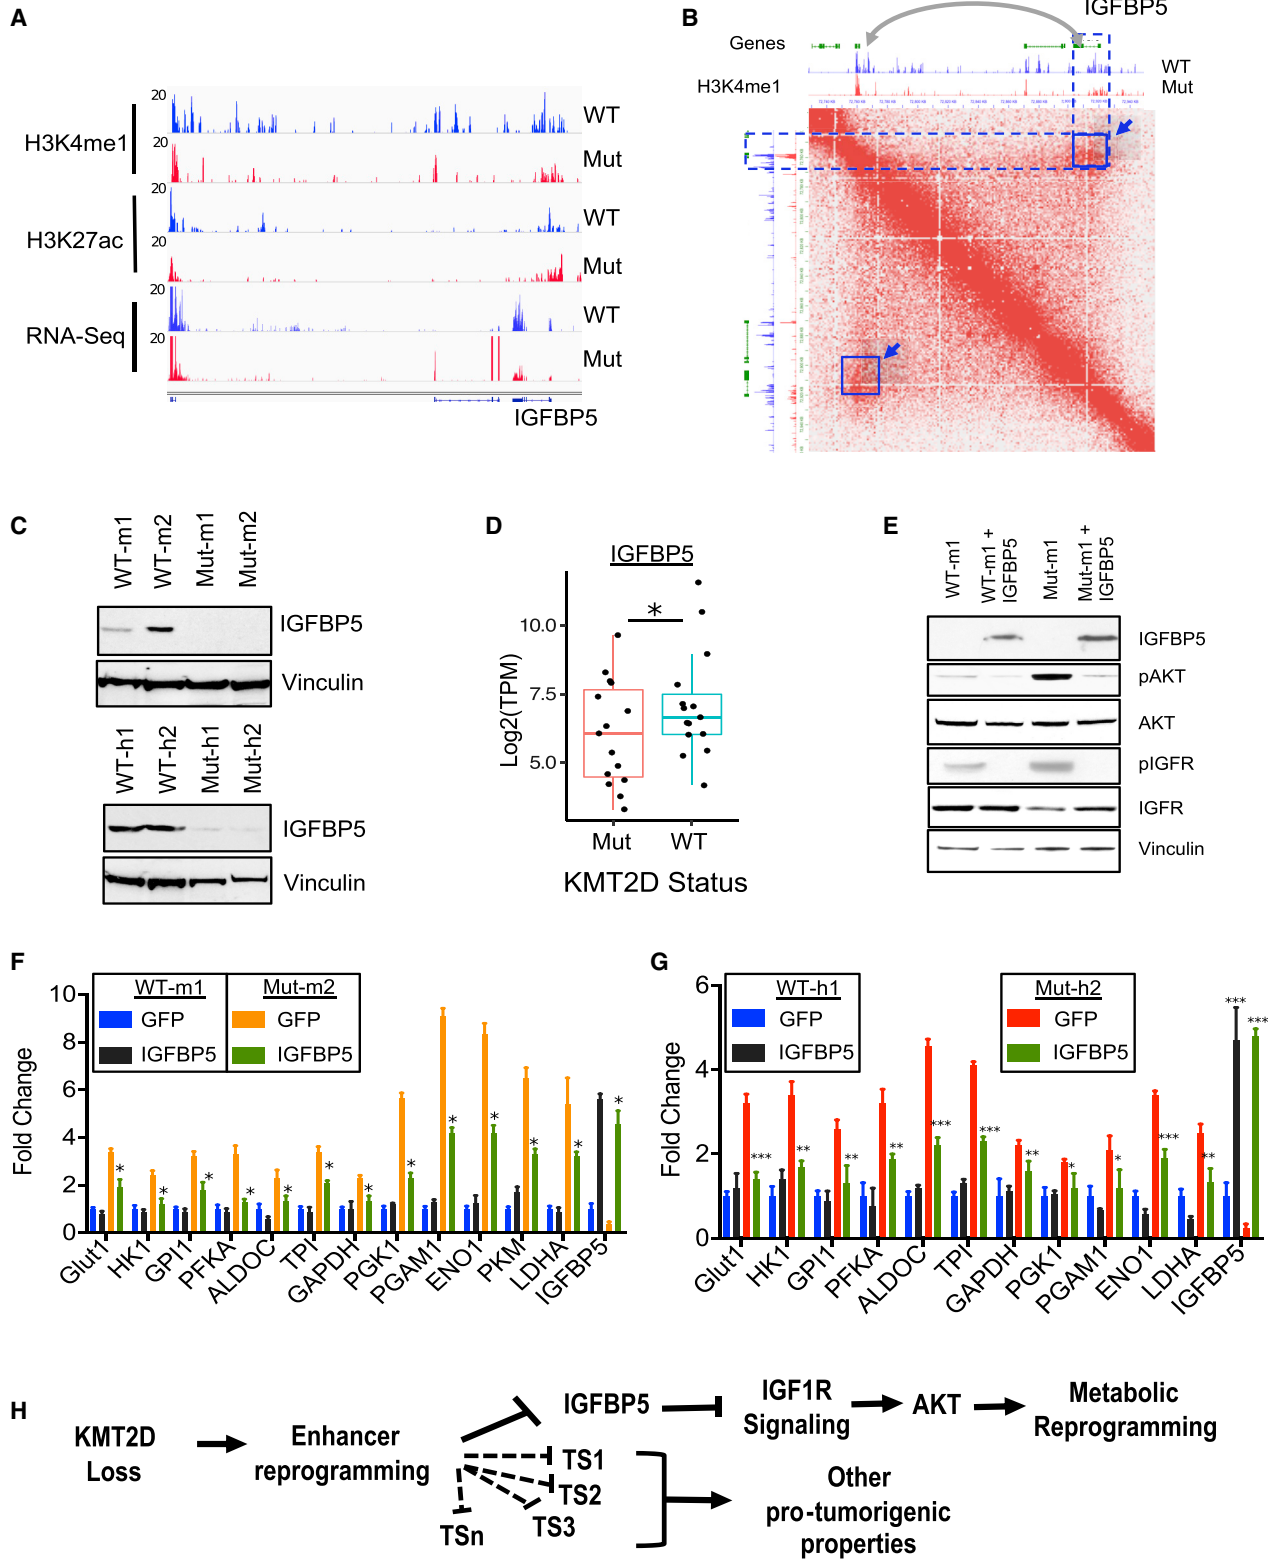 A
20
H3K4me1
WT
20
Mut
20
H3K27ac
WT
20
Mut
20
RNA-Seq
WT
20
Mut
IGFBP5
B
IGFBP5
Genes
WT
H3K4me1
Mut
C
WT-m1
WT-m2
Mut-m1
Mut-m2
IGFBP5
Vinculin
WT-h1
WT-h2
Mut-h1
Mut-h2
IGFBP5
Vinculin
D
IGFBP5
*
10.0
7.5
5.0
Log2(TPM)
Mut
WT
KMT2D Status
E
WT-m1
WT-m1 +
IGFBP5
Mut-m1
Mut-m1 +
IGFBP5
IGFBP5
pAKT
AKT
pIGFR
IGFR
Vinculin
F
WT-m1
Mut-m2
GFP
GFP
IGFBP5
IGFBP5
Fold Change
10
8
6
4
2
0
* * * * * * * * * * * * *
Glut1
HK1
GPI1
PFKA
ALDOC
TPI
GAPDH
PGK1
PGAM1
ENO1
PKM
LDHA
IGFBP5
G
WT-h1
Mut-h2
GFP
GFP
IGFBP5
IGFBP5
Fold Change
6
4
2
0
*** ** ** ** *** *** ** * * *** ** *** ***
Glut1
HK1
GPI1
PFKA
ALDOC
TPI
GAPDH
PGK1
PGAM1
ENO1
LDHA
IGFBP5
H
KMT2D
Loss
Enhancer
reprogramming
IGFBP5
IGF1R
Signaling
AKT
Metabolic
Reprogramming
TS1
TS2
TS3
TSn
Other
pro-tumorigenic
properties